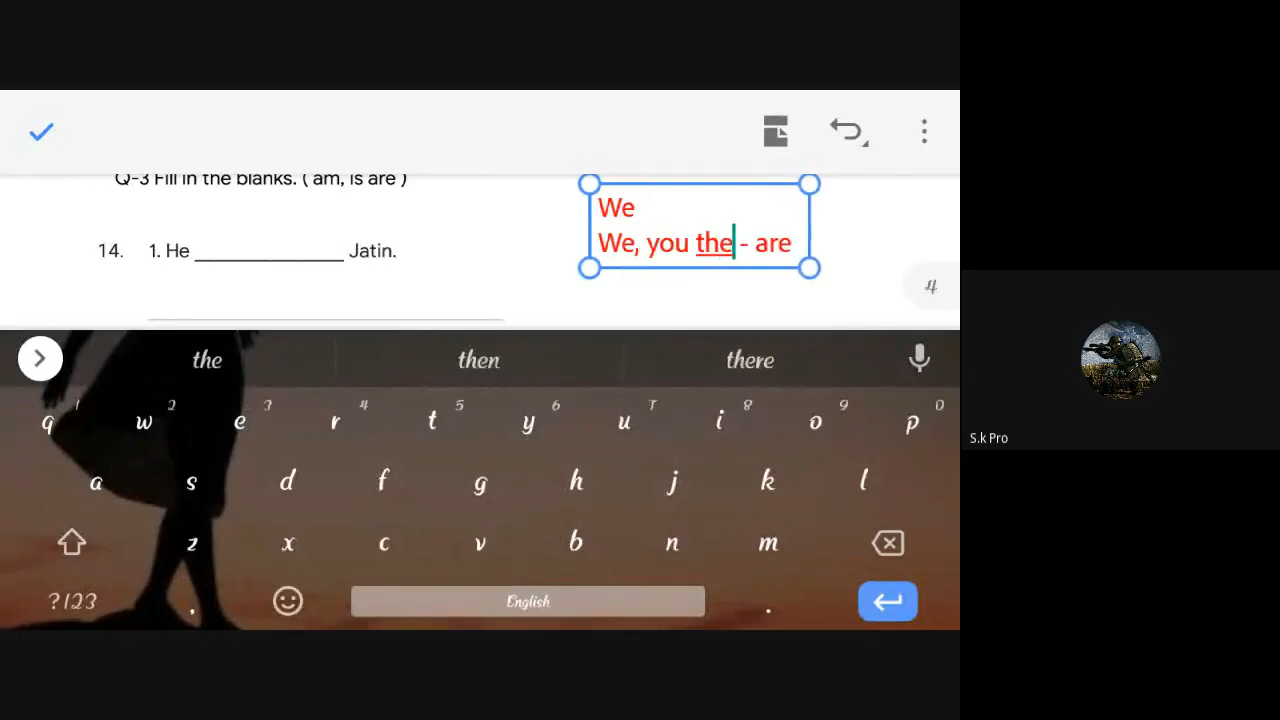 Q-3 Fill in the blanks. ( am, is are )
We
We, you the - are
14. 1. He ______________ Jatin.
4
the then there
1 2 3 4 5 6 7 8 9 0
q w e r t y u i o p
a s d f g h j k l
z x c v b n m
?123 , English .
S.k Pro